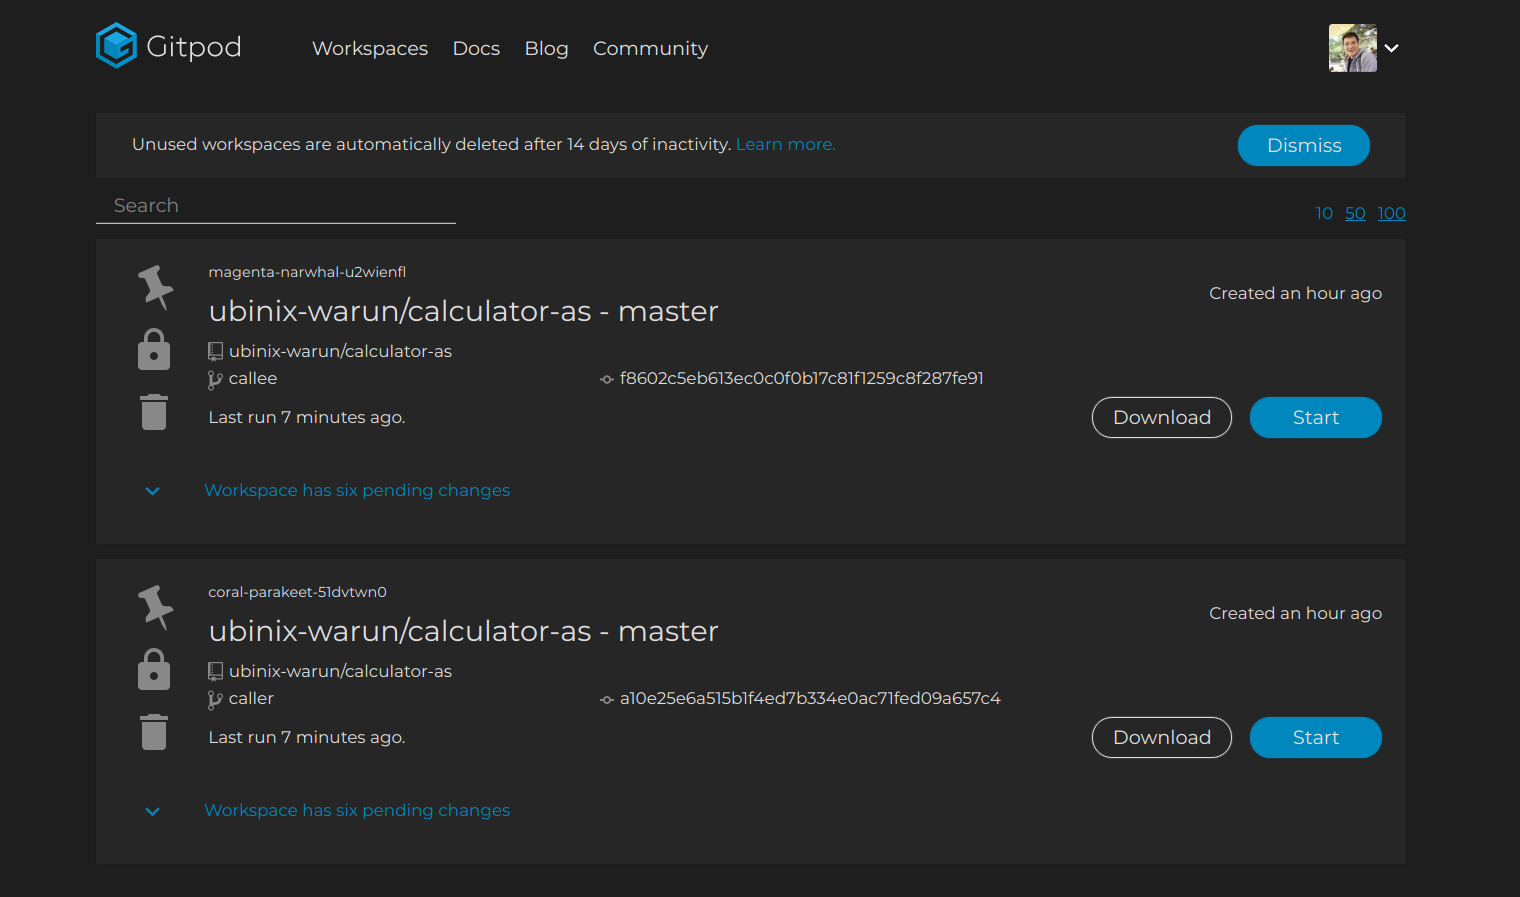 Gitpod
Workspaces Docs Blog Community
Unused workspaces are automatically deleted after 14 days of inactivity. Learn more.
Dismiss
Search
10 50 100
magenta-narwhal-u2wienfl
ubinix-warun/calculator-as - master
Created an hour ago
ubinix-warun/calculator-as
callee
f8602c5eb613ec0c0f0b17c81f1259c8f287fe91
Last run 7 minutes ago.
Download
Start
Workspace has six pending changes
coral-parakeet-51dvtwn0
ubinix-warun/calculator-as - master
Created an hour ago
ubinix-warun/calculator-as
caller
a10e25e6a515b1f4ed7b334e0ac71fed09a657c4
Last run 7 minutes ago.
Download
Start
Workspace has six pending changes